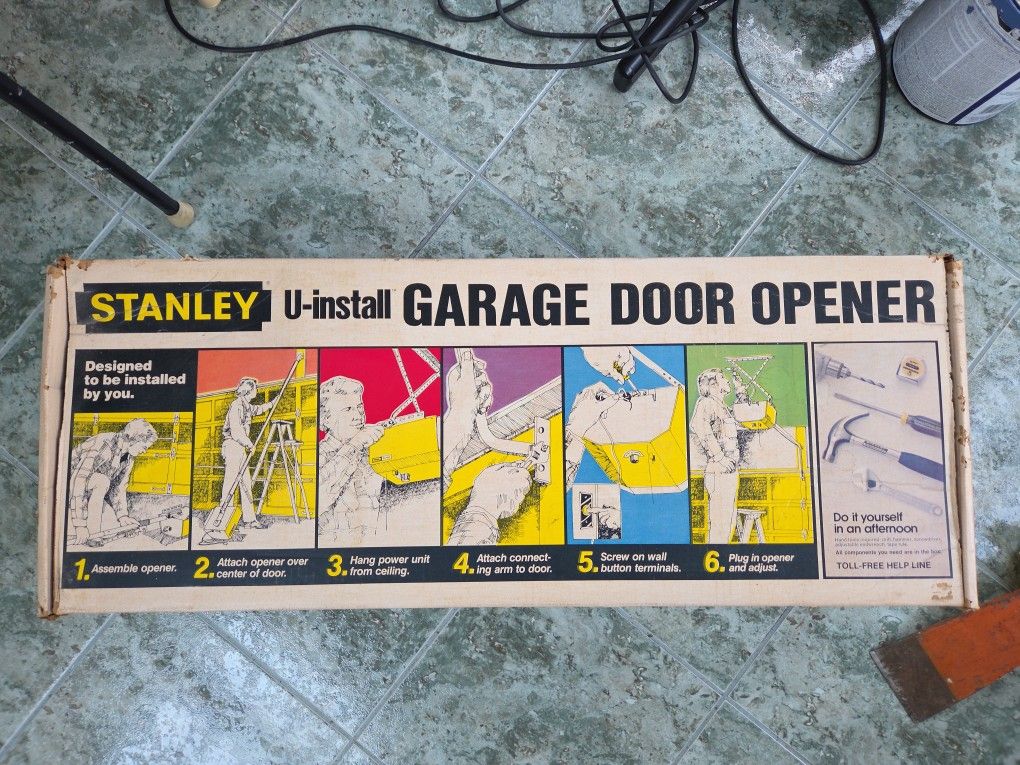 STANLEY U-install GARAGE DOOR OPENER
Designed
to be installed
by you.
1. Assemble opener.
2. Attach opener over
center of door.
3. Hang power unit
from ceiling.
4. Attach connect-
ing arm to door.
5. Screw on wall
button terminals.
6. Plug in opener
and adjust.
Do it yourself
in an afternoon
All components you need are in the box.
TOLL-FREE HELP LINE